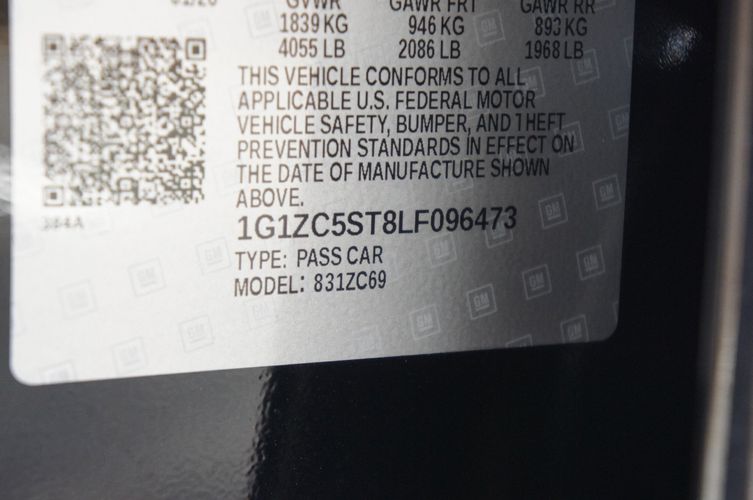 GVWR GAWR FRT GAWR RR
1839 KG 946 KG 893 KG
4055 LB 2086 LB 1968 LB
THIS VEHICLE CONFORMS TO ALL
APPLICABLE U.S. FEDERAL MOTOR
VEHICLE SAFETY, BUMPER, AND THEFT
PREVENTION STANDARDS IN EFFECT ON
THE DATE OF MANUFACTURE SHOWN
ABOVE.
384A
1G1ZC5ST8LF096473
TYPE: PASS CAR
MODEL: 831ZC69
GM